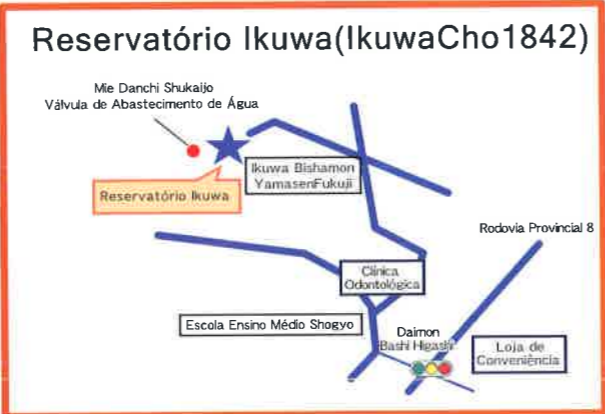 Reservatório Ikuwa(IkuwaCho1842)
Mie Danchi Shukaijo
Válvula de Abastecimento de Água
Ikuwa Bishamon
YamasenFukuji
Reservatório Ikuwa
Rodovia Provincial 8
Clínica
Odontológica
Escola Ensino Médio Shogyo
Daimon
Bashi Higashi
Loja de
Conveniência